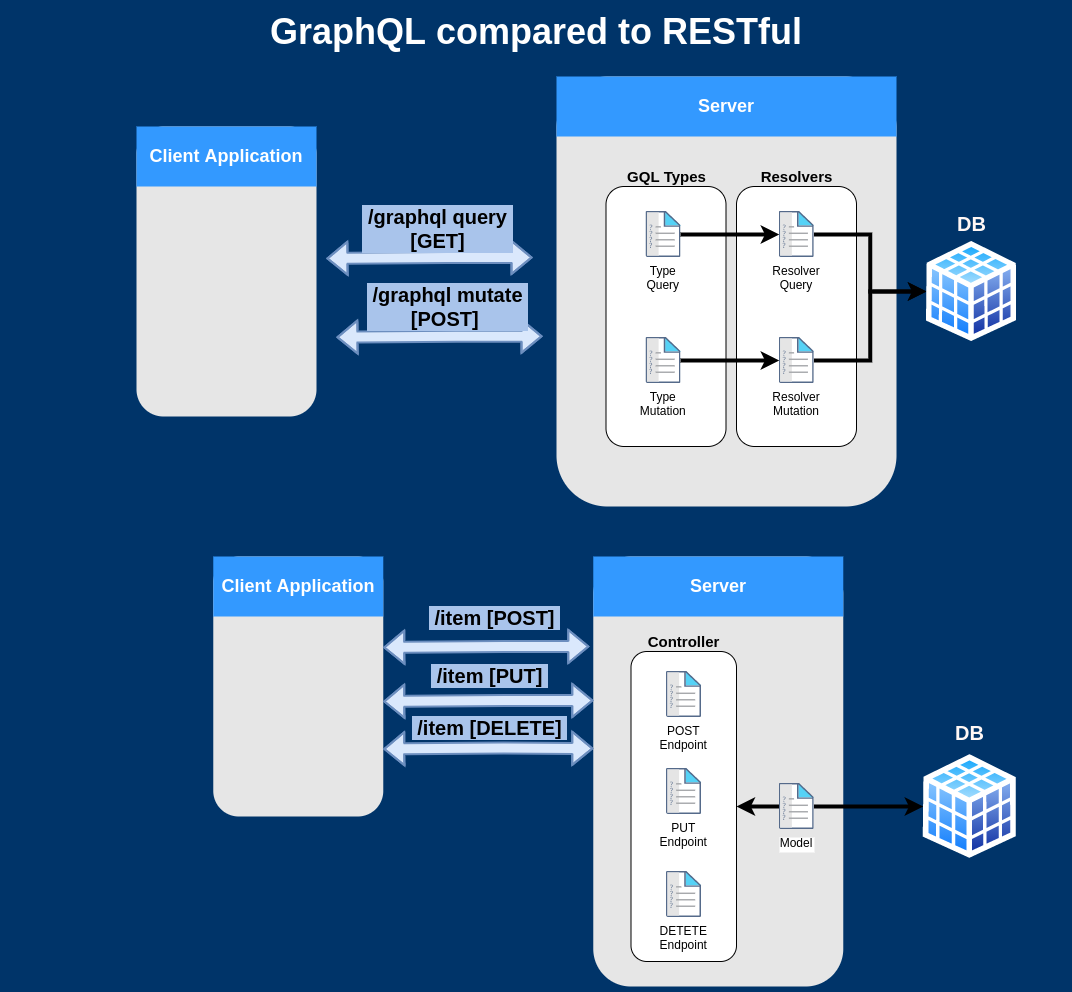 GraphQL compared to RESTful
Client Application
/graphql query
[GET]
/graphql mutate
[POST]
Server
GQL Types
Resolvers
Type
Query
Resolver
Query
Type
Mutation
Resolver
Mutation
DB
Client Application
/item [POST]
/item [PUT]
/item [DELETE]
Server
Controller
POST
Endpoint
PUT
Endpoint
DETETE
Endpoint
Model
DB